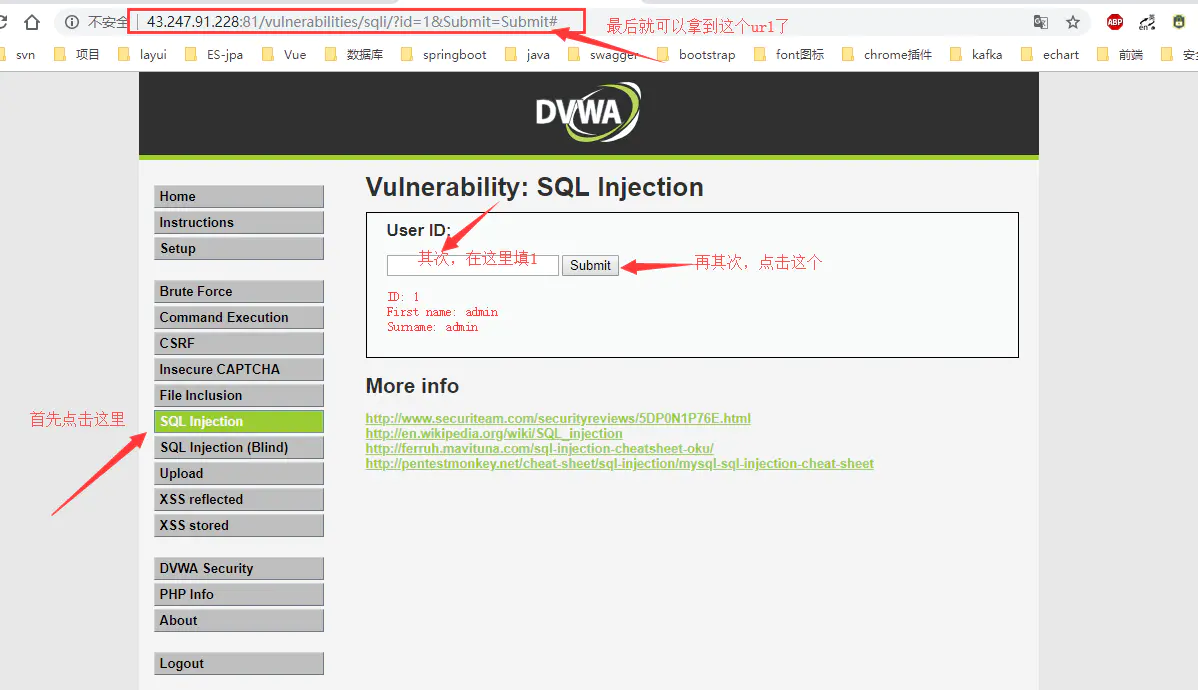 不安全 43.247.91.228:81/vulnerabilities/sqli/?id=1&Submit=Submit#
最后就可以拿到这个url了
ABP
en
svn 项目 layui ES-jpa Vue 数据库 springboot java swagger bootstrap font图标 chrome插件 kafka echart 前端
DVWA
Home
Instructions
Setup
Brute Force
Command Execution
CSRF
Insecure CAPTCHA
File Inclusion
首先点击这里
SQL Injection
SQL Injection (Blind)
Upload
XSS reflected
XSS stored
DVWA Security
PHP Info
About
Logout
Vulnerability: SQL Injection
User ID:
其次，在这里填1
Submit
再其次，点击这个
ID: 1
First name: admin
Surname: admin
More info
http://www.securiteam.com/securityreviews/5DP0N1P76E.html
http://en.wikipedia.org/wiki/SQL_injection
http://ferruh.mavituna.com/sql-injection-cheatsheet-oku/
http://pentestmonkey.net/cheat-sheet/sql-injection/mysql-sql-injection-cheat-sheet